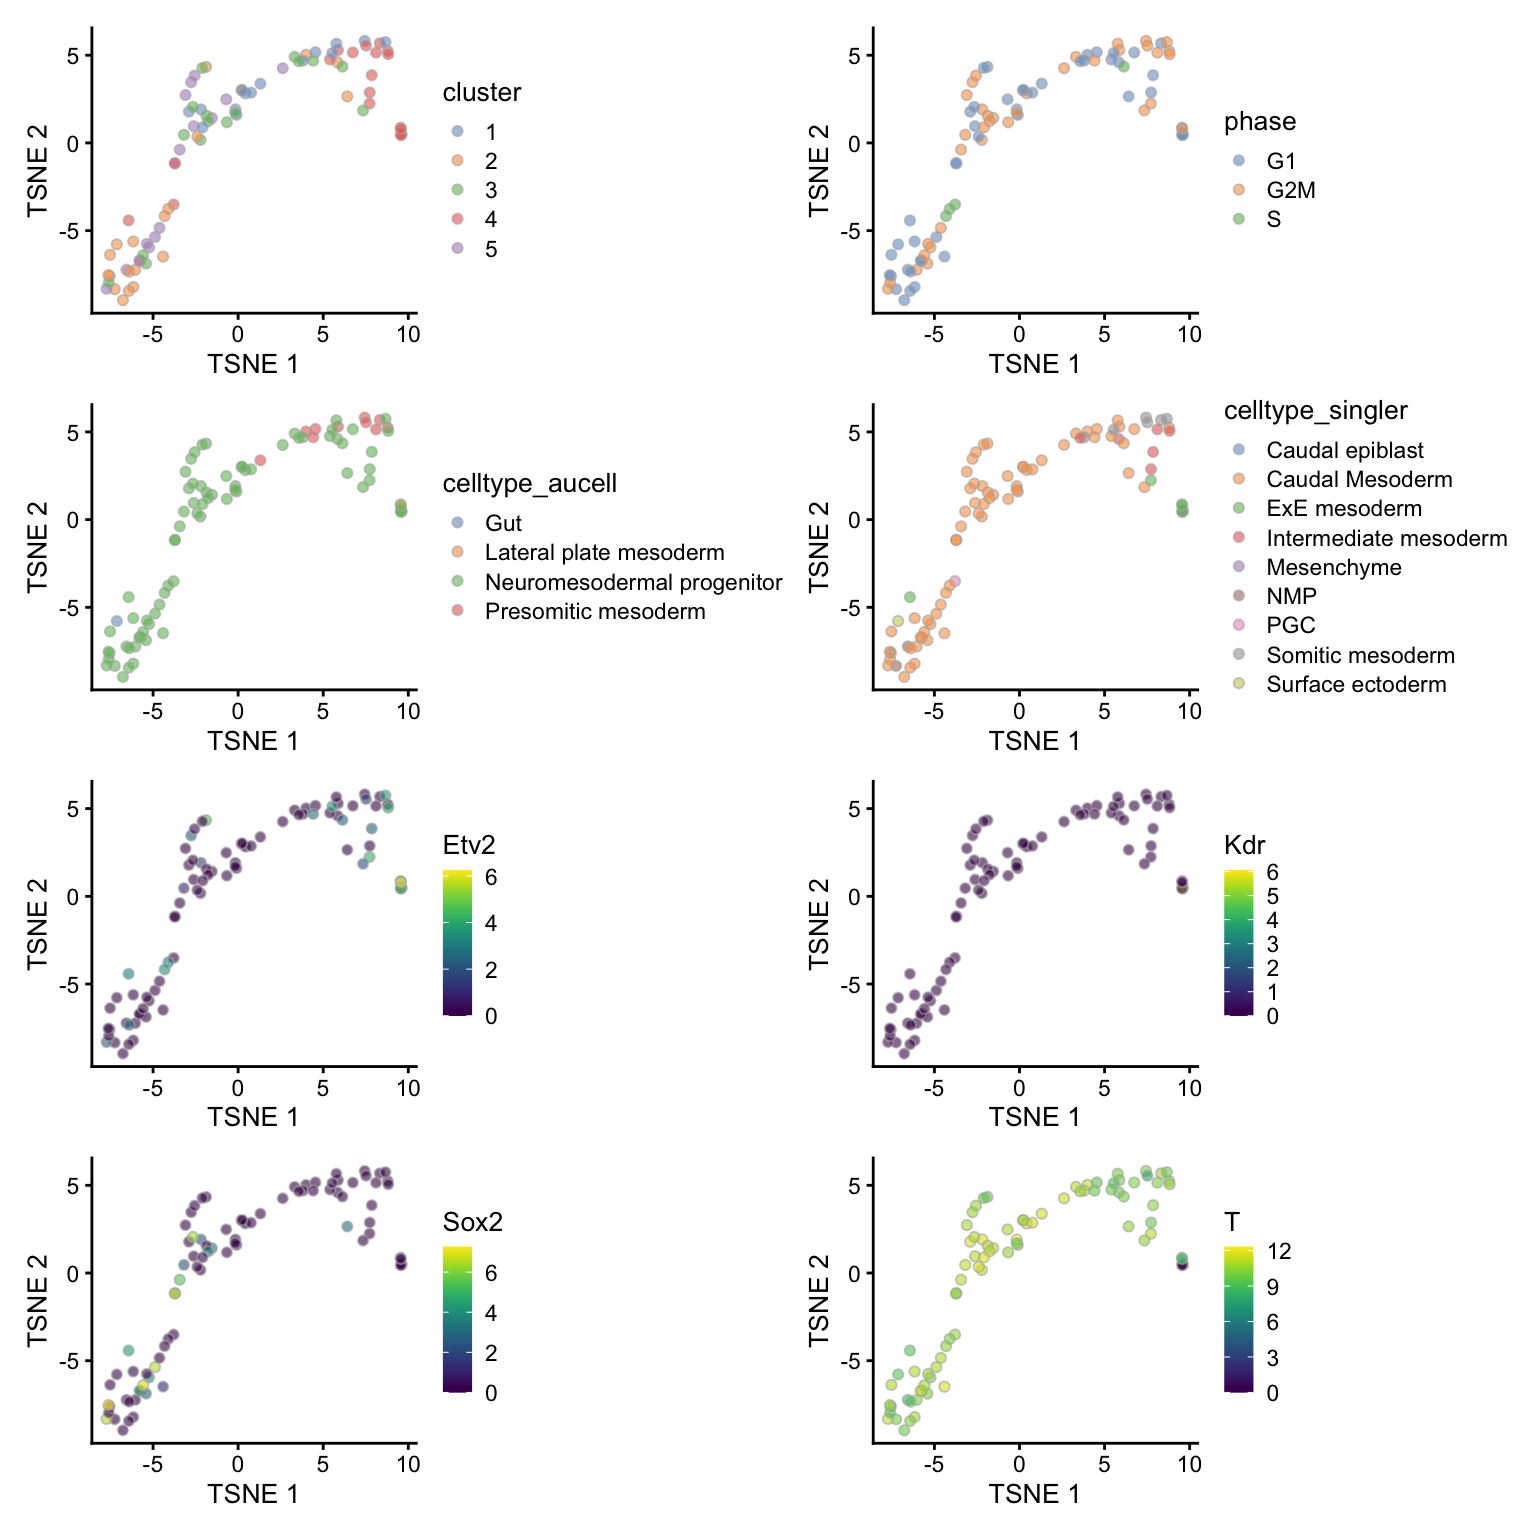 TSNE 2
5
0
-5
-5 0 5 10
TSNE 1
cluster
1
2
3
4
5
TSNE 2
5
0
-5
-5 0 5 10
TSNE 1
phase
G1
G2M
S
TSNE 2
5
0
-5
-5 0 5 10
TSNE 1
celltype_aucell
Gut
Lateral plate mesoderm
Neuromesodermal progenitor
Presomitic mesoderm
TSNE 2
5
0
-5
-5 0 5 10
TSNE 1
celltype_singler
Caudal epiblast
Caudal Mesoderm
ExE mesoderm
Intermediate mesoderm
Mesenchyme
NMP
PGC
Somitic mesoderm
Surface ectoderm
TSNE 2
5
0
-5
-5 0 5 10
TSNE 1
Etv2
6
4
2
0
TSNE 2
5
0
-5
-5 0 5 10
TSNE 1
Kdr
6
5
4
3
2
1
0
TSNE 2
5
0
-5
-5 0 5 10
TSNE 1
Sox2
6
4
2
0
TSNE 2
5
0
-5
-5 0 5 10
TSNE 1
T
12
9
6
3
0